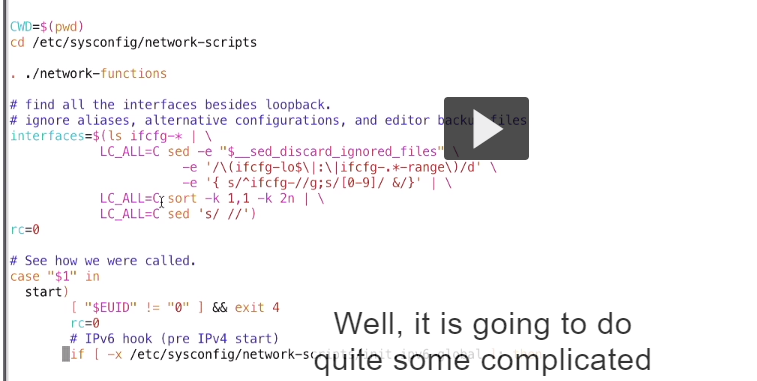 CWD=$(pwd)
cd /etc/sysconfig/network-scripts
. ./network-functions
# find all the interfaces besides loopback.
# ignore aliases, alternative configurations, and editor backup files
interfaces=$(ls ifcfg-* | \
LC_ALL=C sed -e "$__sed_discard_ignored_files" \
-e '/\(ifcfg-lo$\|:\|ifcfg-.*-range\)/d' \
-e '{ s/^ifcfg-//g;s/[0-9]/ &/}' | \
LC_ALL=C sort -k 1,1 -k 2n | \
LC_ALL=C sed 's/ //')
rc=0
# See how we were called.
case "$1" in
start)
[ "$EUID" != "0" ] && exit 4
rc=0
# IPv6 hook (pre IPv4 start)
if [ -x /etc/sysconfig/network-scripts/init.ipv6-global
Well, it is going to do
quite some complicated